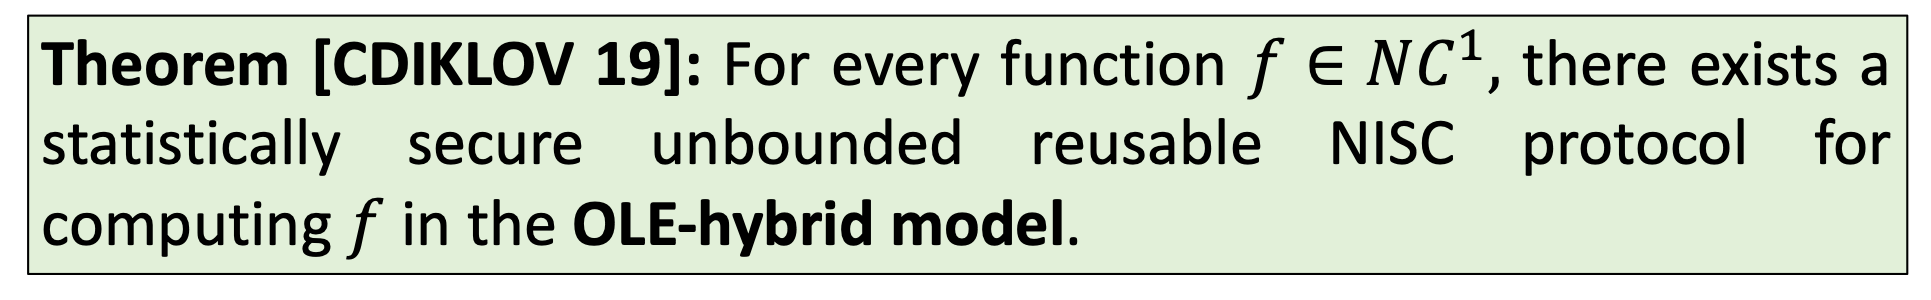 Theorem [CDIKLOV 19]: For every function f ∈ NC¹, there exists a
statistically secure unbounded reusable NISC protocol for
computing f in the OLE-hybrid model.